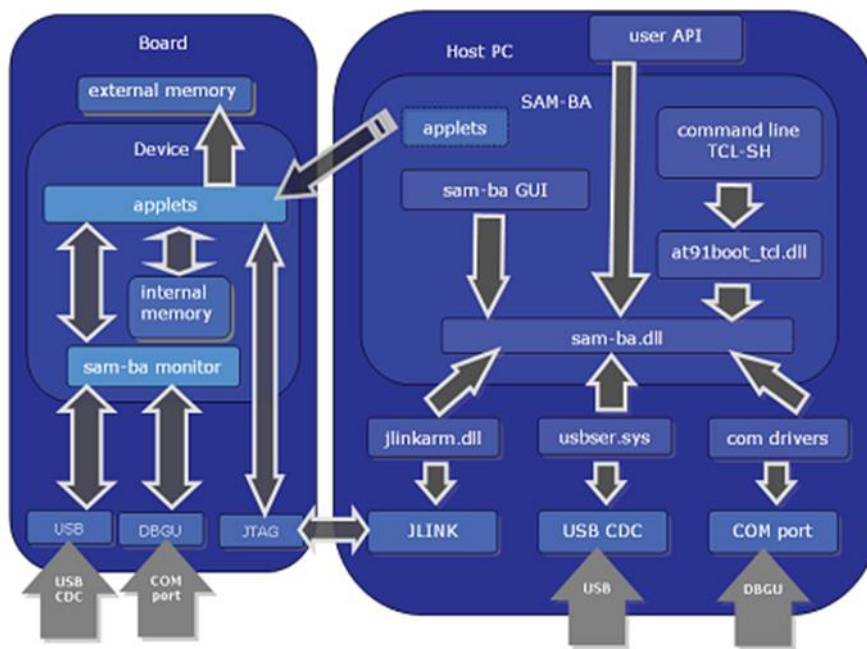 Board
external memory
Device
applets
internal
memory
sam-ba monitor
USB
DBGU
JTAG
USB
CDC
COM
port
Host PC
user API
SAM-BA
applets
command line
TCL-SH
sam-ba GUI
at91boot_tcl.dll
sam-ba.dll
jlinkarm.dll
usbser.sys
com drivers
JLINK
USB CDC
COM port
USB
DBGU